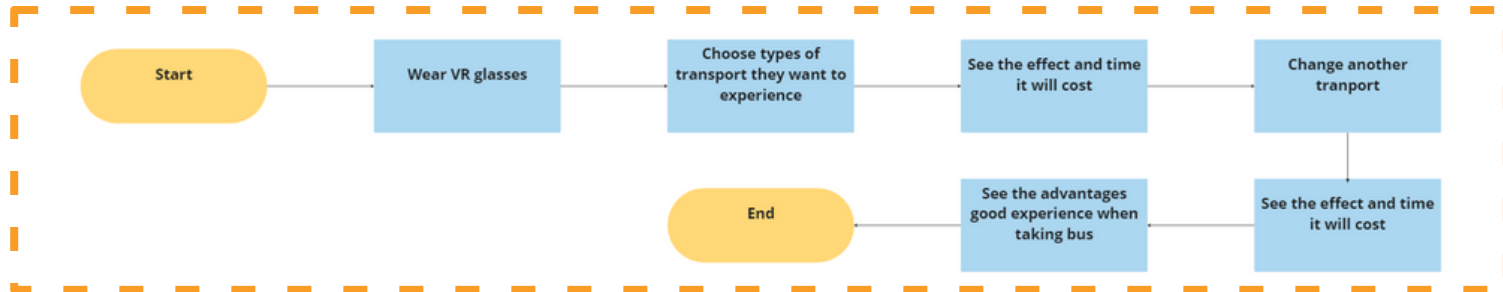 Start
Wear VR glasses
Choose types of
transport they want to
experience
See the effect and time
it will cost
Change another
tranport
See the effect and time
it will cost
See the advantages
good experience when
taking bus
End